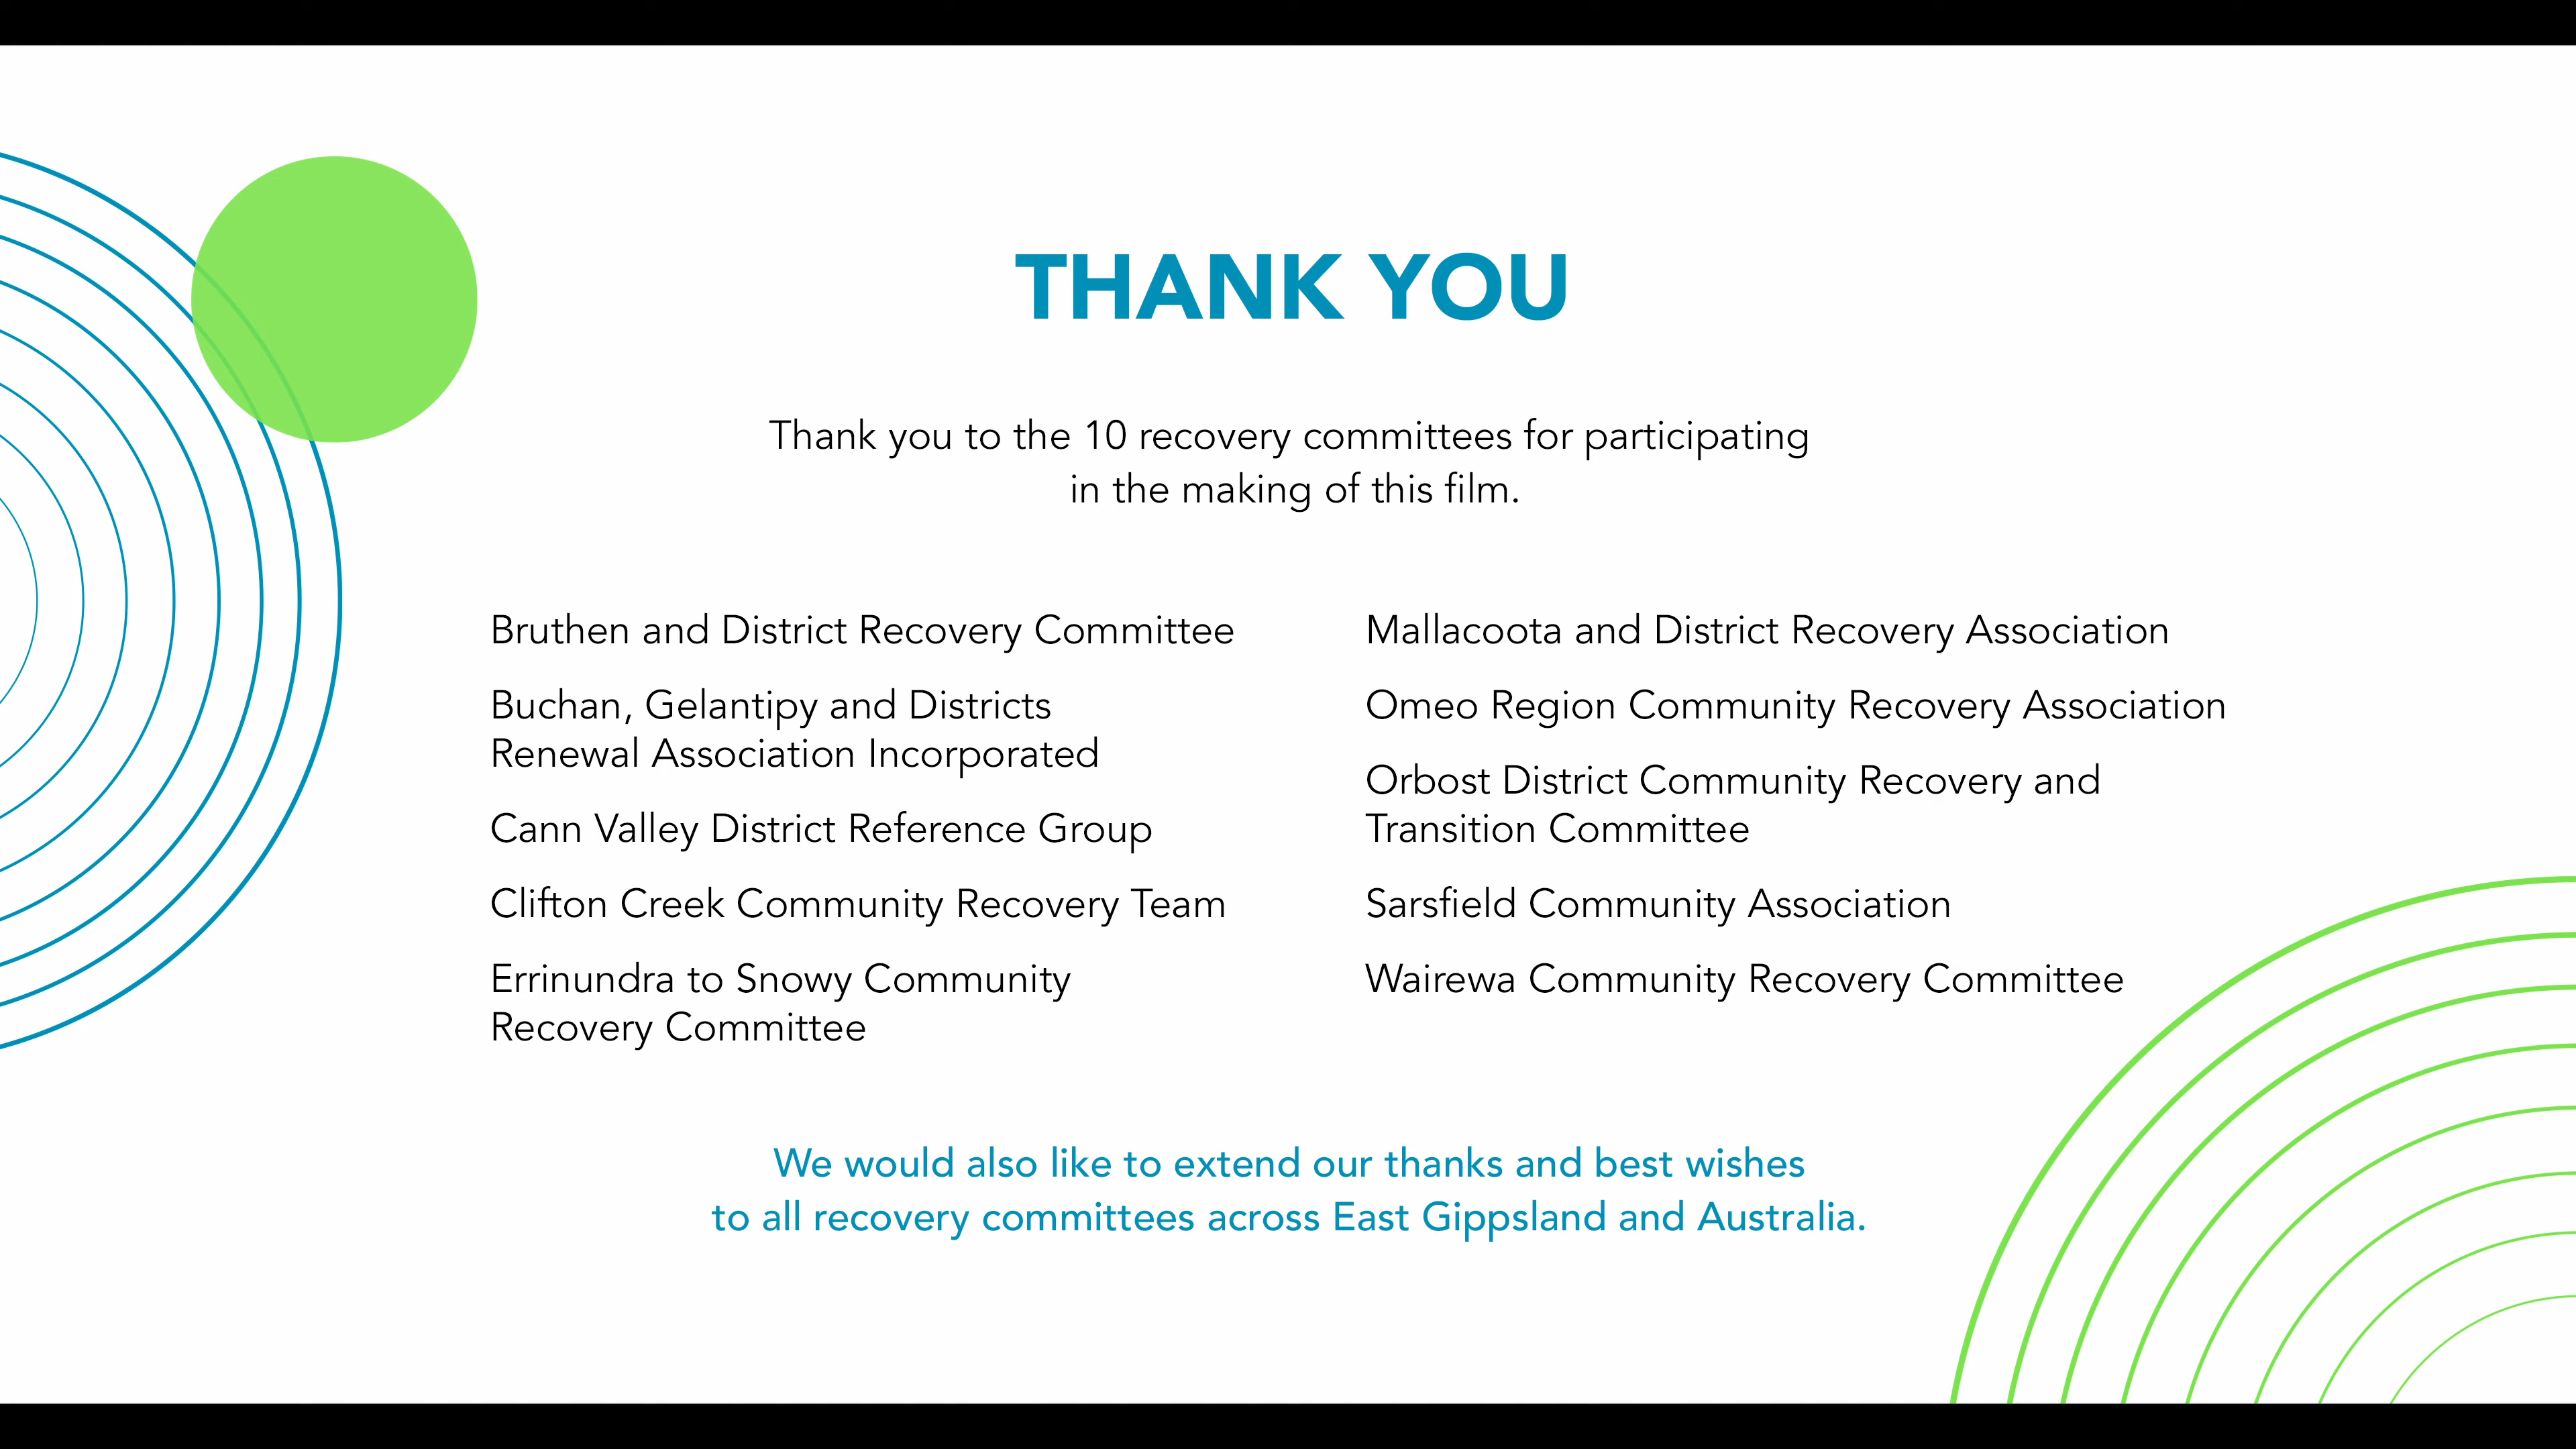 THANK YOU
Thank you to the 10 recovery committees for participating
in the making of this film.
Bruthen and District Recovery Committee
Buchan, Gelantipy and Districts
Renewal Association Incorporated
Cann Valley District Reference Group
Clifton Creek Community Recovery Team
Errinundra to Snowy Community
Recovery Committee
Mallacoota and District Recovery Association
Omeo Region Community Recovery Association
Orbost District Community Recovery and
Transition Committee
Sarsfield Community Association
Wairewa Community Recovery Committee
We would also like to extend our thanks and best wishes
to all recovery committees across East Gippsland and Australia.